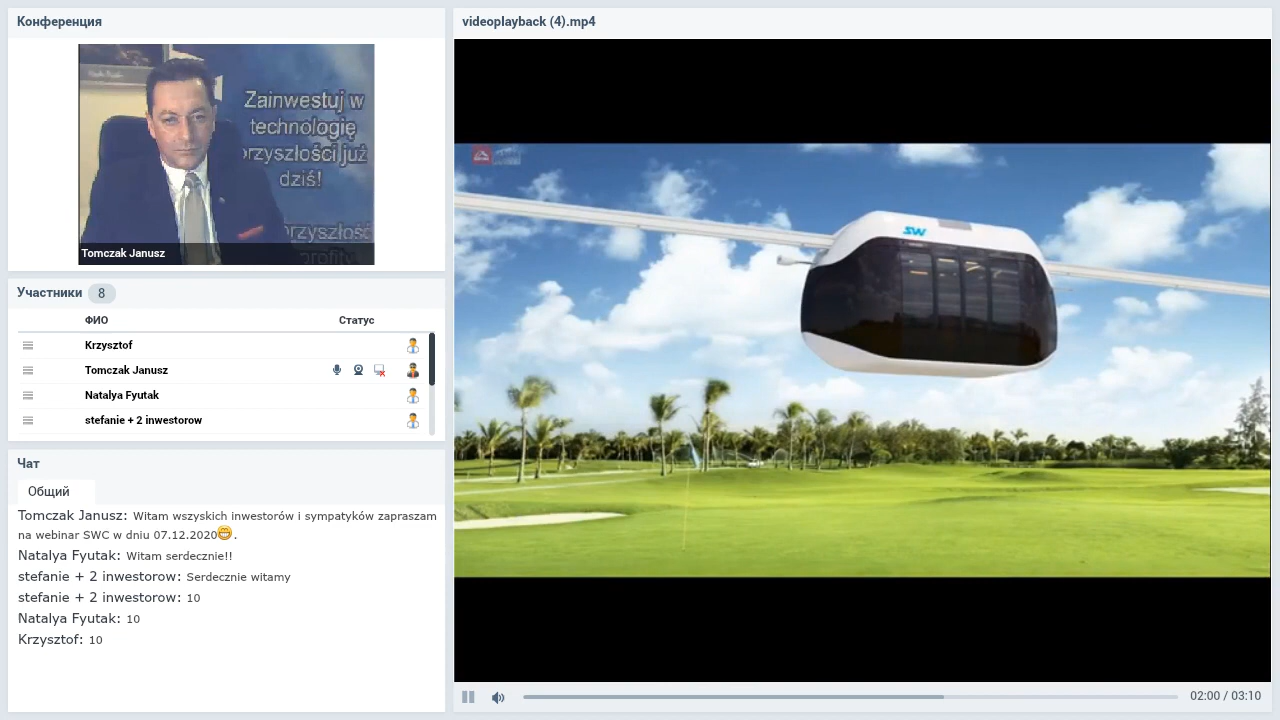 Конференция
Zainwestuj w
technologię
przyszłości już
dziś!
przyszłość
profity
Tomczak Janusz
Участники 8
ФИО Статус
Krzysztof
Tomczak Janusz
Natalya Fyutak
stefanie + 2 inwestorow
Чат
Общий
Tomczak Janusz: Witam wszyskich inwestorów i sympatyków zapraszam
na webinar SWC w dniu 07.12.2020😁.
Natalya Fyutak: Witam serdecznie!!
stefanie + 2 inwestorow: Serdecznie witamy
stefanie + 2 inwestorow: 10
Natalya Fyutak: 10
Krzysztof: 10
videoplayback (4).mp4
SW
02:00 / 03:10